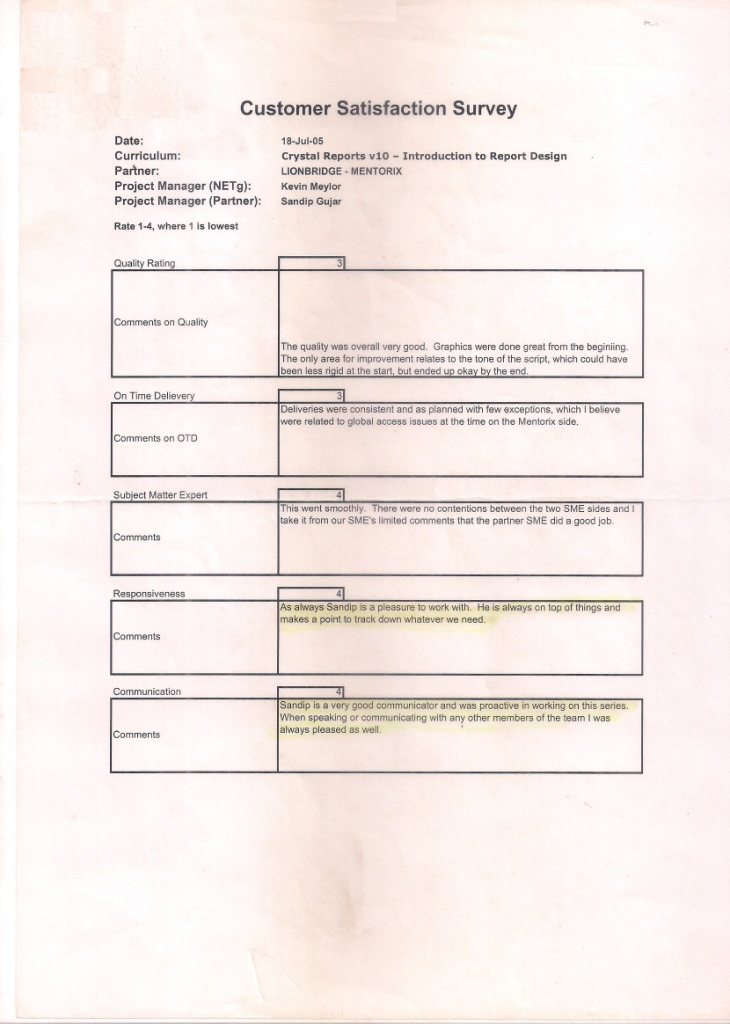 Customer Satisfaction Survey
Date: 18-Jul-05
Curriculum: Crystal Reports v10 – Introduction to Report Design
Partner: LIONBRIDGE - MENTORIX
Project Manager (NETg): Kevin Meylor
Project Manager (Partner): Sandip Gujar
Rate 1-4, where 1 is lowest
Quality Rating 3
Comments on Quality
The quality was overall very good. Graphics were done great from the beginiing.
The only area for improvement relates to the tone of the script, which could have
been less rigid at the start, but ended up okay by the end.
On Time Delievery 3
Deliveries were consistent and as planned with few exceptions, which I believe
were related to global access issues at the time on the Mentorix side.
Comments on OTD
Subject Matter Expert 4
This went smoothly. There were no contentions between the two SME sides and I
take it from our SME's limited comments that the partner SME did a good job.
Comments
Responsiveness 4
As always Sandip is a pleasure to work with. He is always on top of things and
makes a point to track down whatever we need.
Comments
Communication 4
Sandip is a very good communicator and was proactive in working on this series.
When speaking or communicating with any other members of the team I was
always pleased as well.
Comments